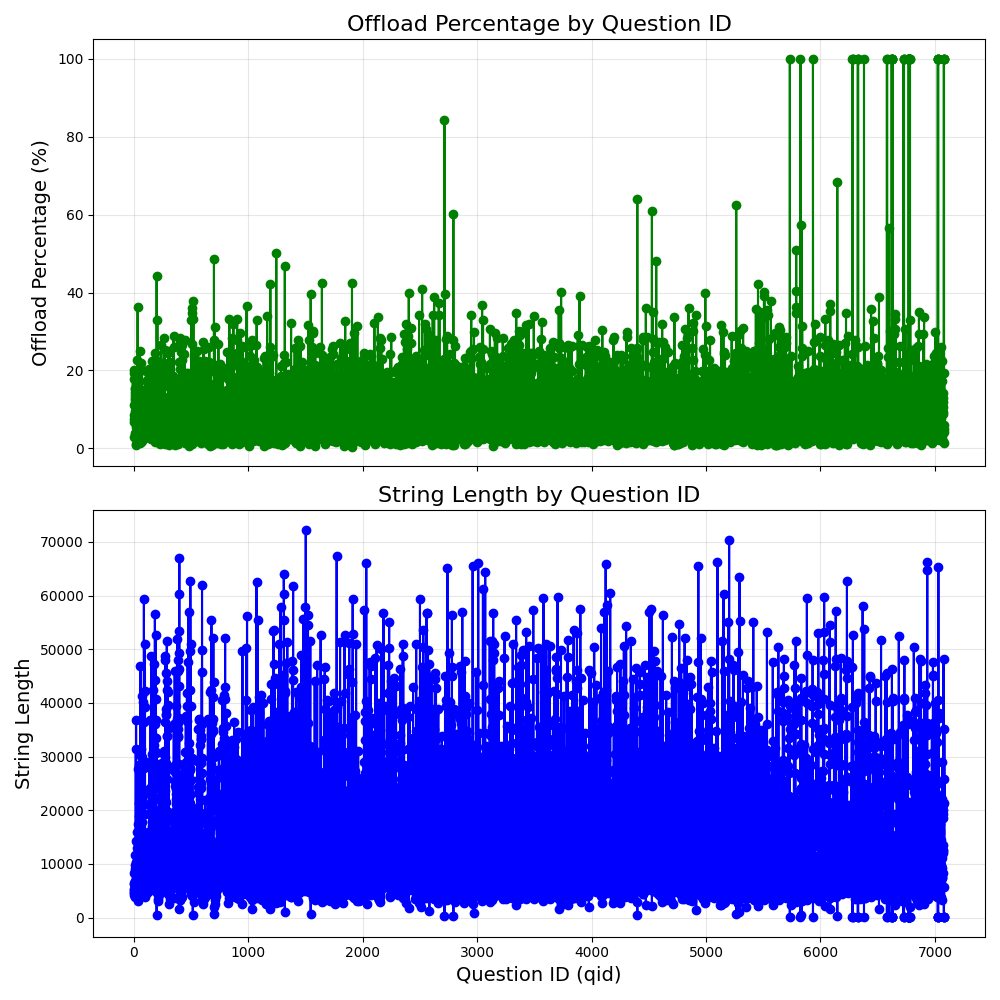 Offload Percentage by Question ID
Offload Percentage (%)
100
80
60
40
20
0
String Length by Question ID
String Length
70000
60000
50000
40000
30000
20000
10000
0
0 1000 2000 3000 4000 5000 6000 7000
Question ID (qid)